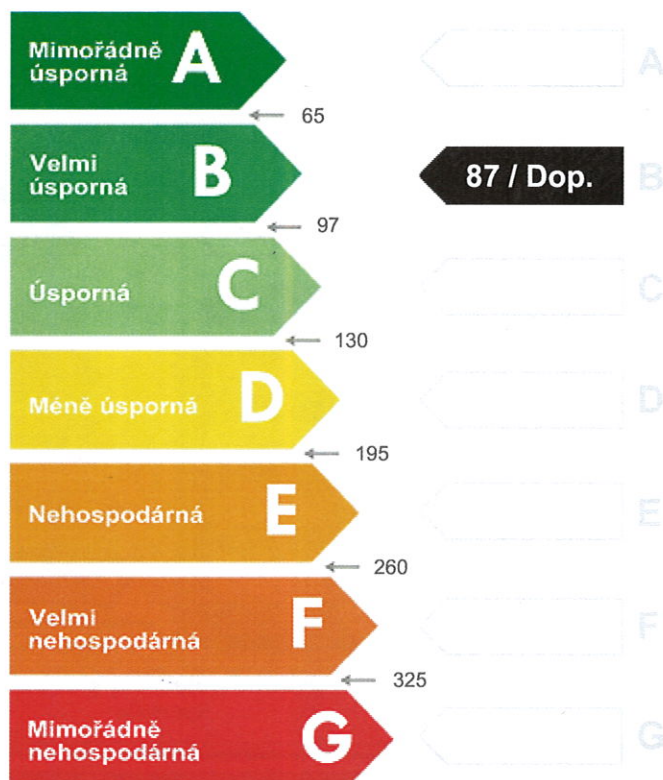 Mimořádně
úsporná
A
A
65
Velmi
úsporná
B
87 / Dop.
B
97
Úsporná
C
C
130
Méně úsporná
D
D
195
Nehospodárná
E
E
260
Velmi
nehospodárná
F
F
325
Mimořádně
nehospodárná
G
G